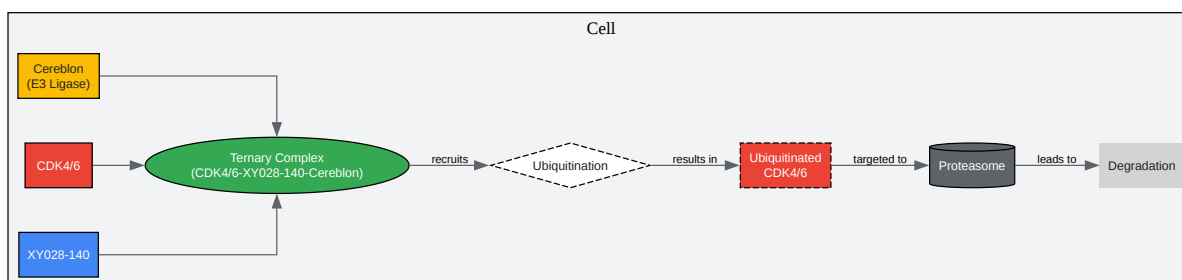 Cell
Cereblon
(E3 Ligase)
CDK4/6
XY028-140
Ternary Complex
(CDK4/6-XY028-140-Cereblon)
recruits
Ubiquitination
results in
Ubiquitinated
CDK4/6
targeted to
Proteasome
leads to
Degradation